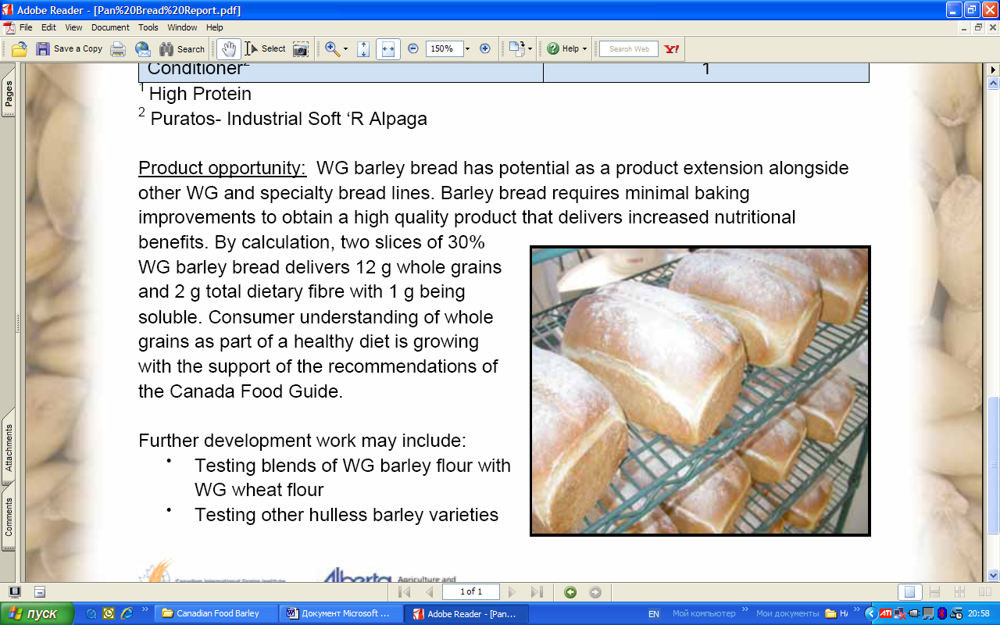 Adobe Reader - [Pan%20Bread%20Report.pdf]
File Edit View Document Tools Window Help
Save a Copy Search Select 150% Help Search Web Y!
Pages
Attachments
Comments
Conditioner2 1
1 High Protein
2 Puratos- Industrial Soft ‘R Alpaga
Product opportunity: WG barley bread has potential as a product extension alongside
other WG and specialty bread lines. Barley bread requires minimal baking
improvements to obtain a high quality product that delivers increased nutritional
benefits. By calculation, two slices of 30%
WG barley bread delivers 12 g whole grains
and 2 g total dietary fibre with 1 g being
soluble. Consumer understanding of whole
grains as part of a healthy diet is growing
with the support of the recommendations of
the Canada Food Guide.
Further development work may include:
• Testing blends of WG barley flour with
WG wheat flour
• Testing other hulless barley varieties
Canadian International Grains Institute Alberta Agriculture and
1 of 1
пуск Canadian Food Barley Документ Microsoft ... Adobe Reader - [Pan... EN Мой компьютер Мои документы ATI 20:58